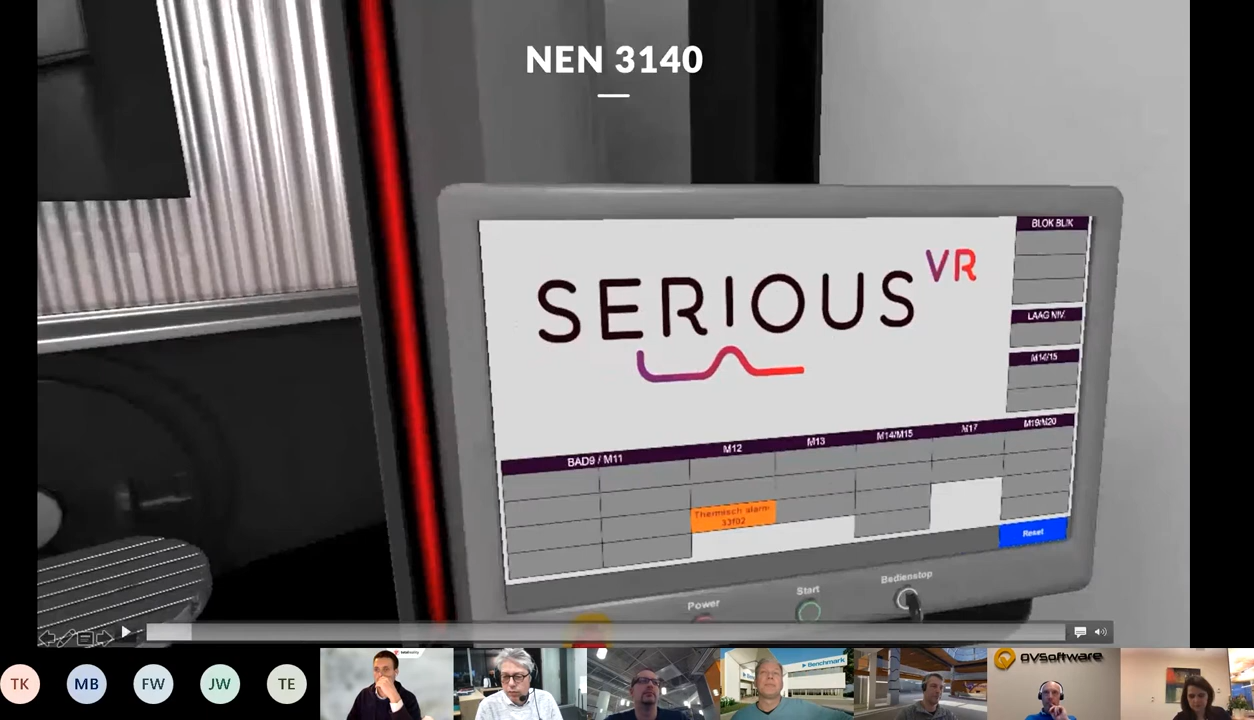 NEN 3140
SERIOUS VR
BLOK BLIK
LAAG NIV.
M14/15
BAD9 / M11
M12
M13
M14/M15
M17
M19/M20
Thermisch alarm-
33f02
Reset
Power
Start
Bedienstop
TK
MB
FW
JW
TE
Benchmark
QVSoftware